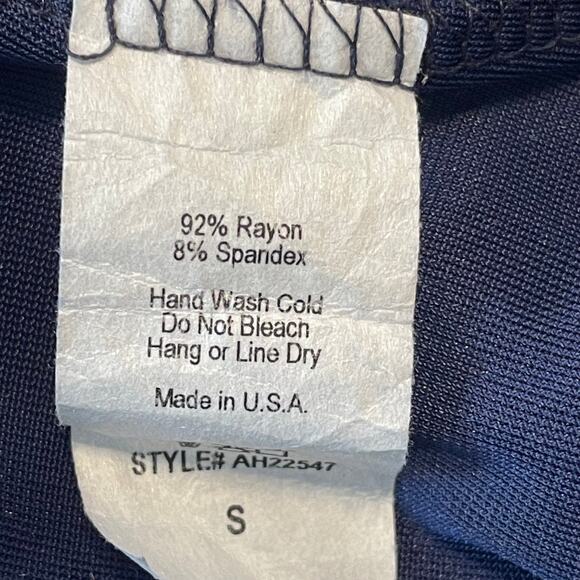 92% Rayon
8% Spandex
Hand Wash Cold
Do Not Bleach
Hang or Line Dry
Made in U.S.A.
STYLE# AH22547
S